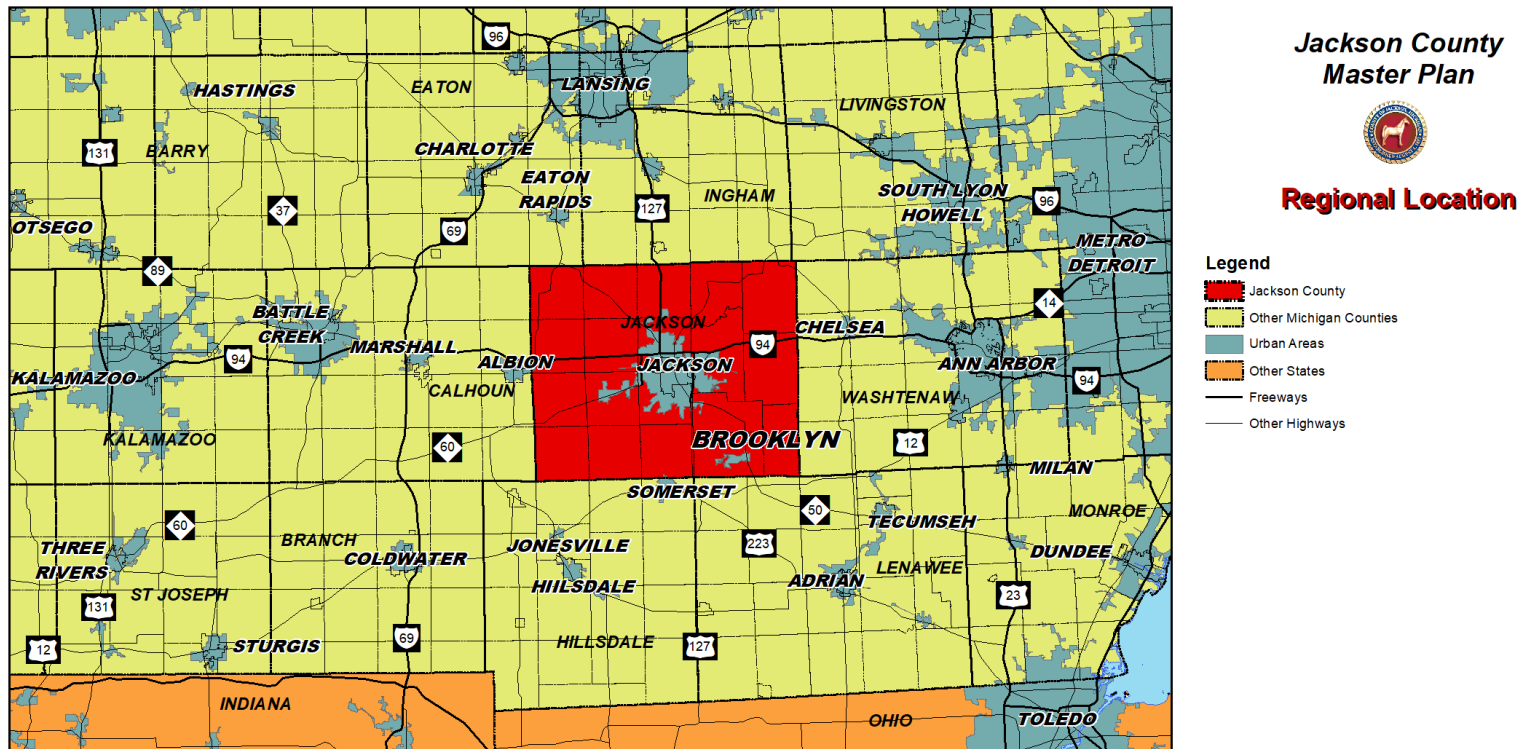 Jackson County
Master Plan
Regional Location
Legend
Jackson County
Other Michigan Counties
Urban Areas
Other States
Freeways
Other Highways
96
EATON
LANSING
HASTINGS
LIVINGSTON
131
BARRY
CHARLOTTE
EATON
RAPIDS
INGHAM
SOUTH LYON
HOWELL
96
37
127
69
OTSEGO
METRO
DETROIT
89
14
BATTLE
CREEK
JACKSON
CHELSEA
94
MARSHALL
94
ALBION
JACKSON
ANN ARBOR
94
KALAMAZOO
CALHOUN
WASHTENAW
KALAMAZOO
60
BROOKLYN
12
MILAN
SOMERSET
60
50
TECUMSEH
MONROE
BRANCH
THREE
RIVERS
COLDWATER
JONESVILLE
223
DUNDEE
HIILSDALE
ADRIAN
LENAWEE
ST JOSEPH
131
23
12
STURGIS
69
HILLSDALE
127
INDIANA
OHIO
TOLEDO